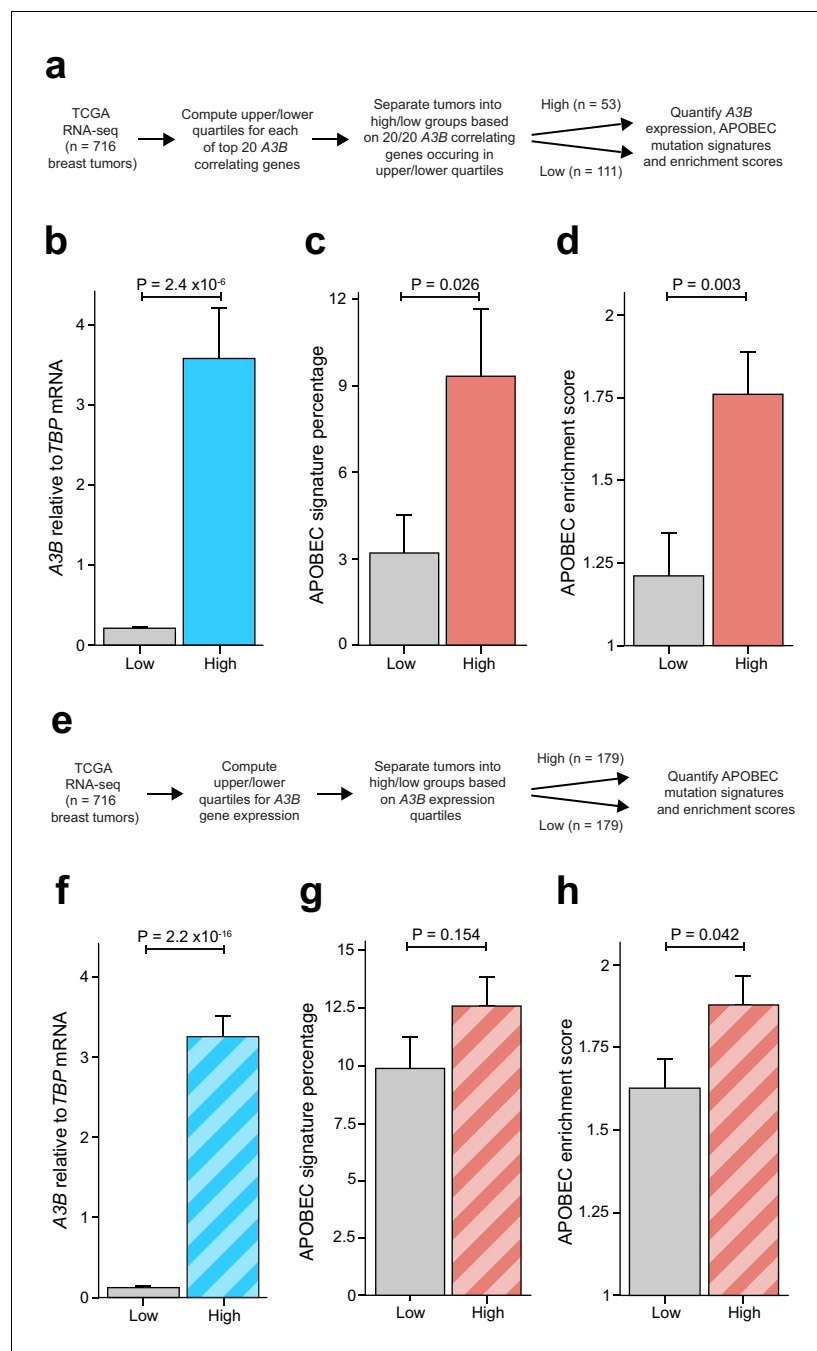 a
TCGA
RNA-seq
(n = 716
breast tumors)
Compute upper/lower
quartiles for each
of top 20 A3B
correlating genes
Separate tumors into
high/low groups based
on 20/20 A3B correlating
genes occuring in
upper/lower quartiles
High (n = 53)
Low (n = 111)
Quantify A3B
expression, APOBEC
mutation signatures
and enrichment scores
b
P = 2.4 x10⁻⁶
A3B relative to TBP mRNA
4
3
2
1
0
Low High
c
P = 0.026
APOBEC signature percentage
12
9
6
3
0
Low High
d
P = 0.003
APOBEC enrichment score
2
1.75
1.5
1.25
1
Low High
e
TCGA
RNA-seq
(n = 716
breast tumors)
Compute
upper/lower
quartiles for A3B
gene expression
Separate tumors into
high/low groups based
on A3B expression
quartiles
High (n = 179)
Low (n = 179)
Quantify APOBEC
mutation signatures
and enrichment scores
f
P = 2.2 x10⁻¹⁶
A3B relative to TBP mRNA
4
3
2
1
0
Low High
g
P = 0.154
APOBEC signature percentage
15
12.5
10
7.5
5
2.5
0
Low High
h
P = 0.042
APOBEC enrichment score
2
1.75
1.5
1.25
1
Low High